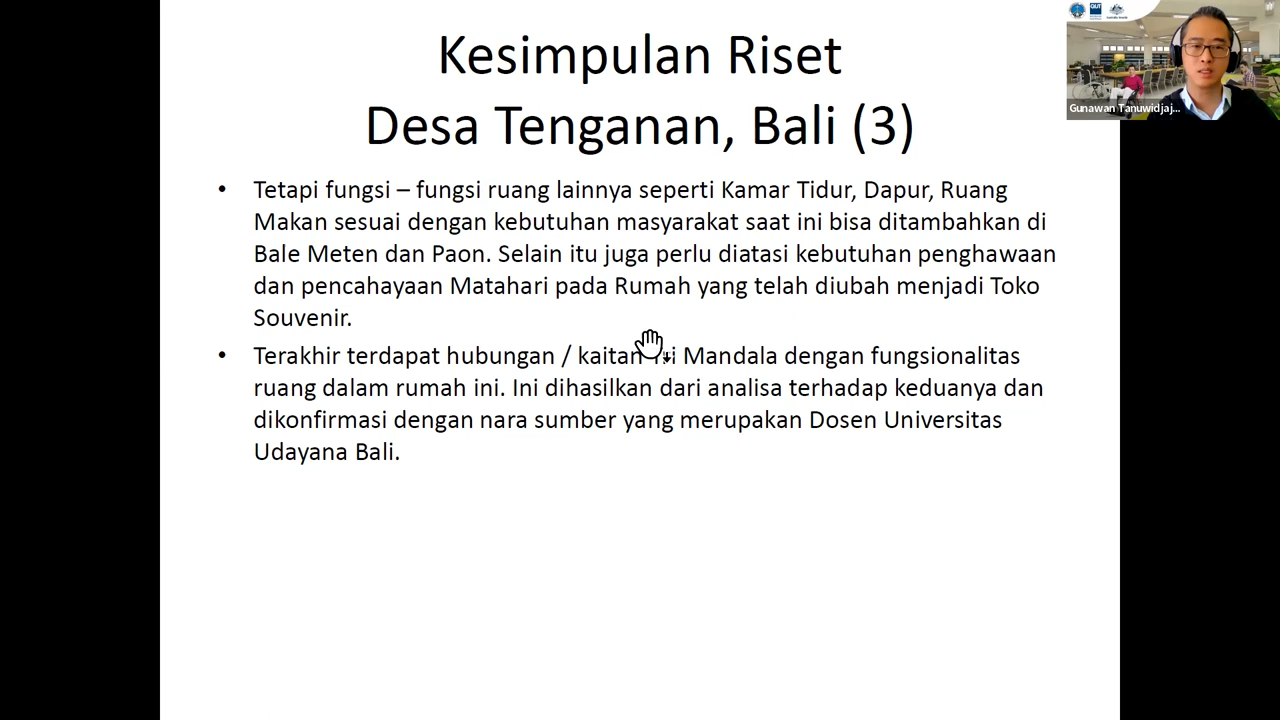 Kesimpulan Riset
Desa Tenganan, Bali (3)
• Tetapi fungsi – fungsi ruang lainnya seperti Kamar Tidur, Dapur, Ruang
Makan sesuai dengan kebutuhan masyarakat saat ini bisa ditambahkan di
Bale Meten dan Paon. Selain itu juga perlu diatasi kebutuhan penghawaan
dan pencahayaan Matahari pada Rumah yang telah diubah menjadi Toko
Souvenir.
• Terakhir terdapat hubungan / kaitan Tri Mandala dengan fungsionalitas
ruang dalam rumah ini. Ini dihasilkan dari analisa terhadap keduanya dan
dikonfirmasi dengan nara sumber yang merupakan Dosen Universitas
Udayana Bali.
QUT
Gunawan Tanuwidjaj...